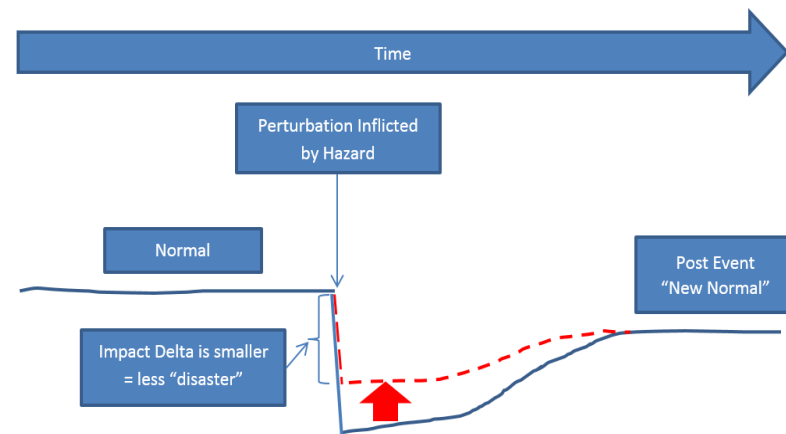 Time
Perturbation Inflicted
by Hazard
Normal
Post Event
“New Normal”
Impact Delta is smaller
= less “disaster”